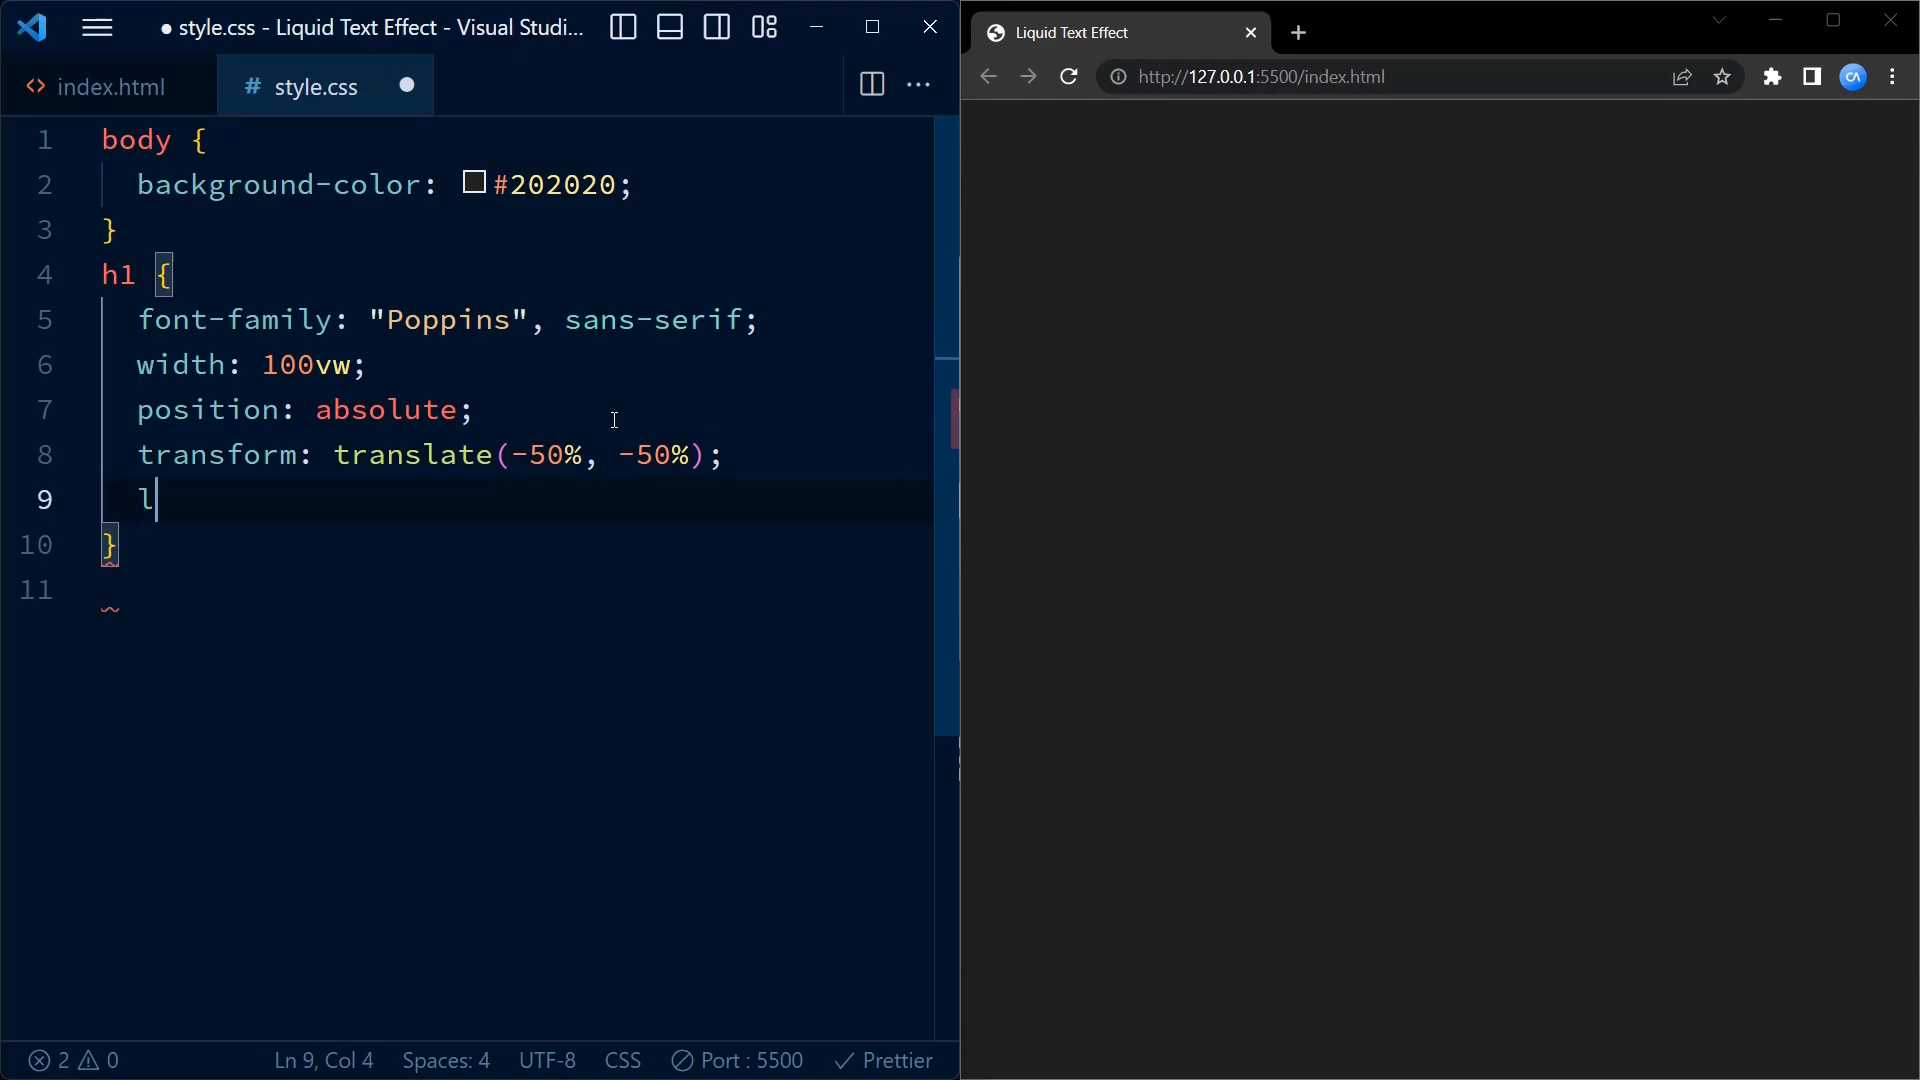 ● style.css - Liquid Text Effect - Visual Studi...
index.html
# style.css ●
1 body {
2 background-color: #202020;
3 }
4 h1 {
5 font-family: "Poppins", sans-serif;
6 width: 100vw;
7 position: absolute;
8 transform: translate(-50%, -50%);
9 l
10 }
11
2 0 Ln 9, Col 4 Spaces: 4 UTF-8 CSS Port : 5500 Prettier
Liquid Text Effect
http://127.0.0.1:5500/index.html
CA